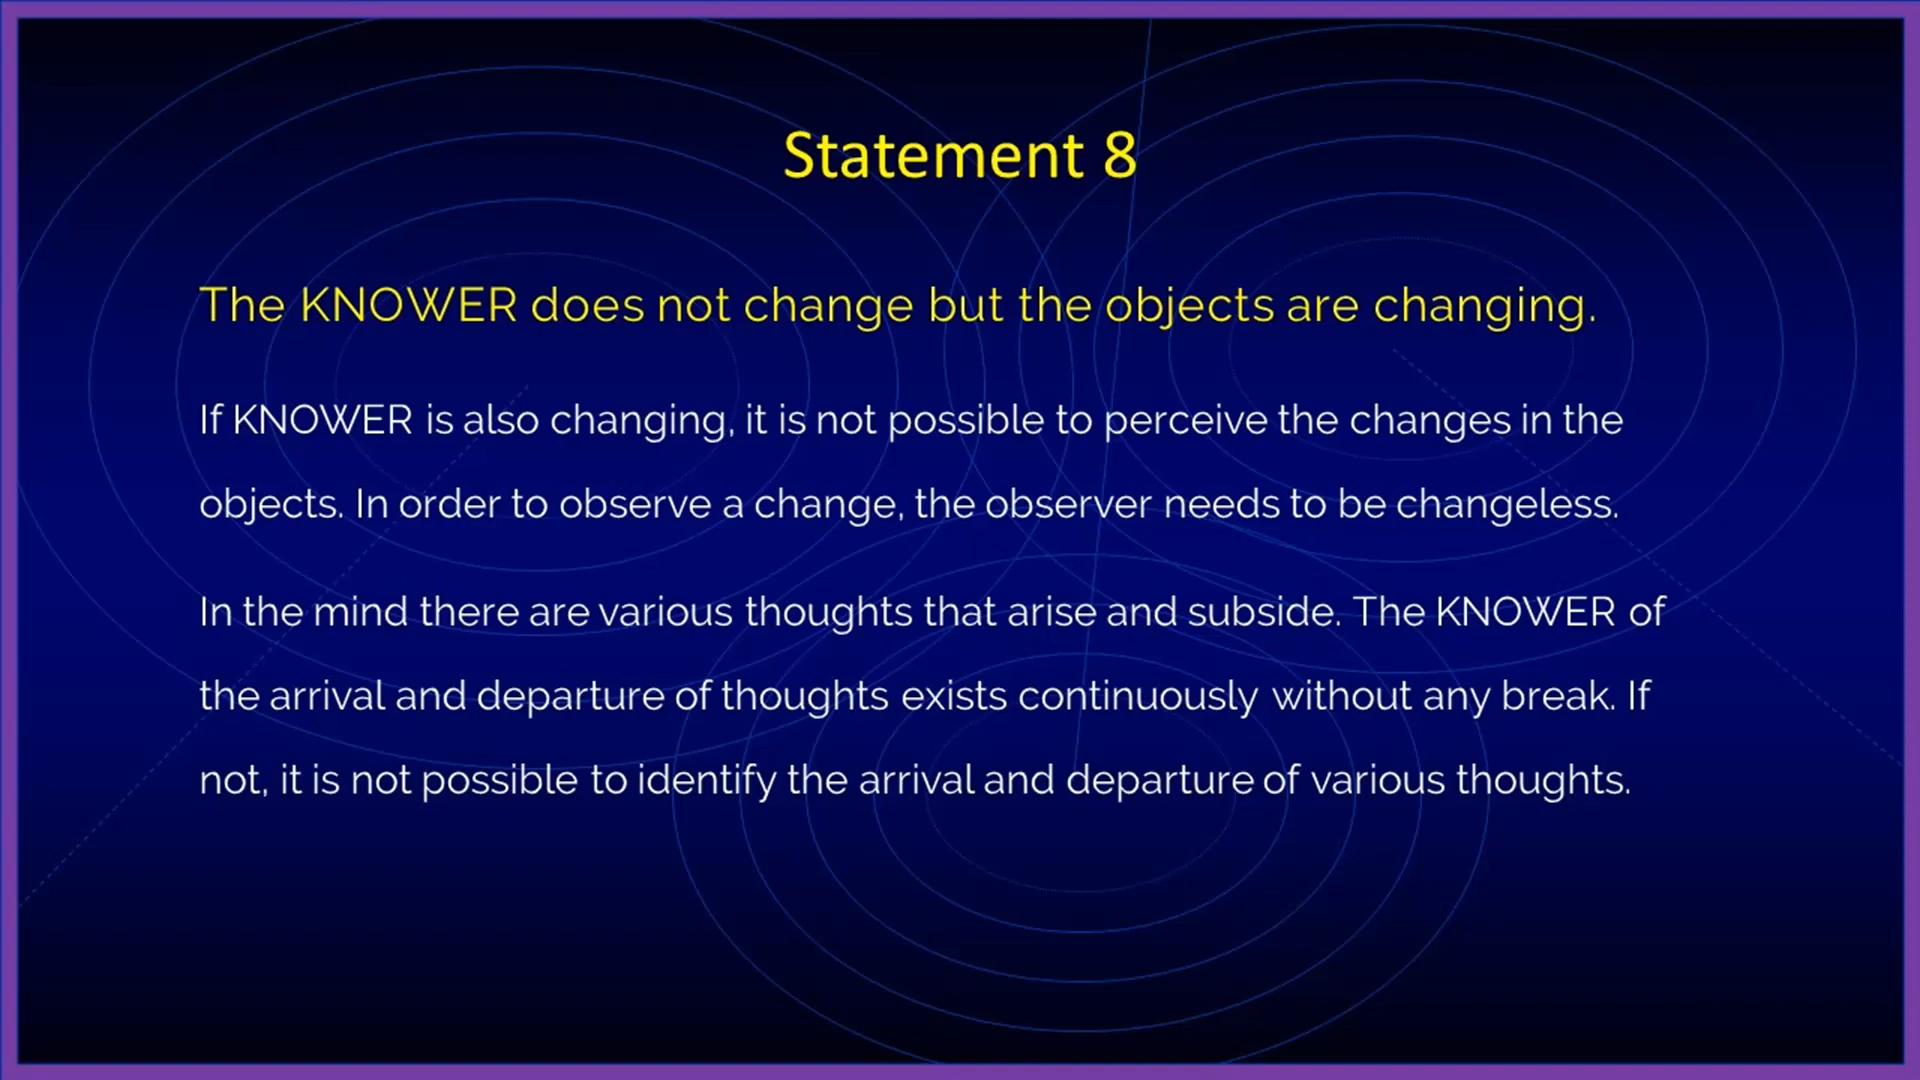 Statement 8
The KNOWER does not change but the objects are changing.
If KNOWER is also changing, it is not possible to perceive the changes in the
objects. In order to observe a change, the observer needs to be changeless.
In the mind there are various thoughts that arise and subside. The KNOWER of
the arrival and departure of thoughts exists continuously without any break. If
not, it is not possible to identify the arrival and departure of various thoughts.